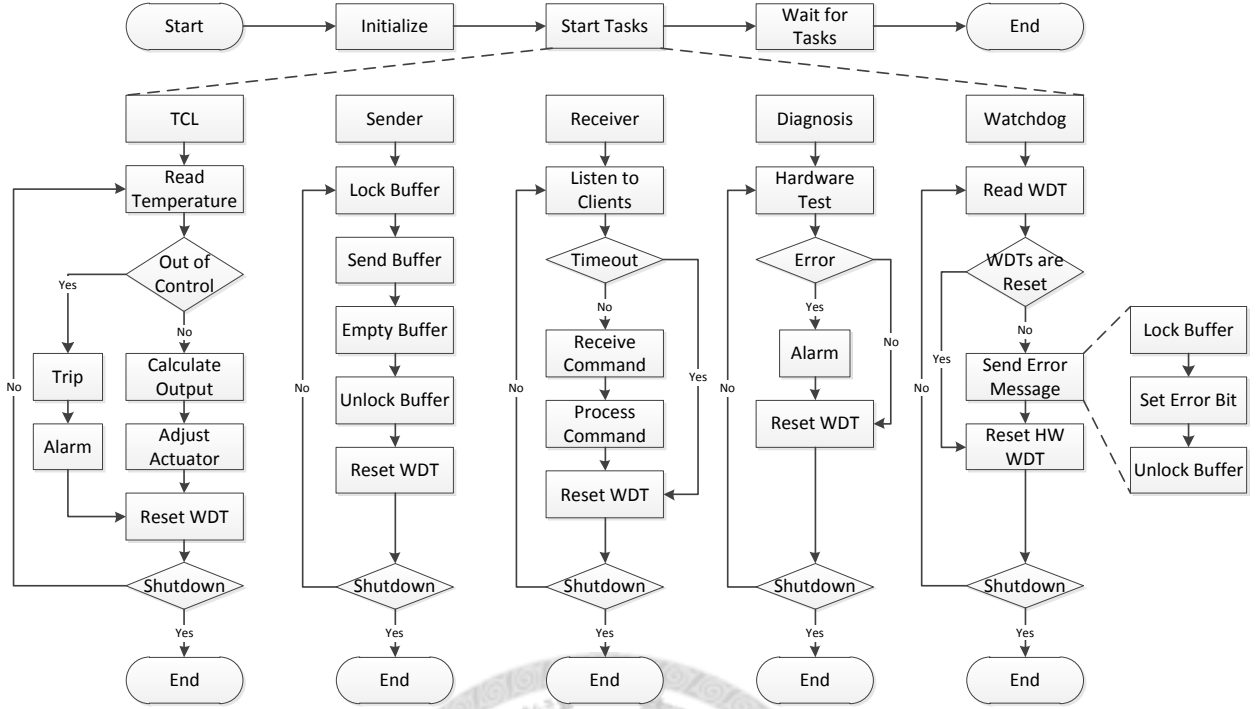 Start
Initialize
Start Tasks
Wait for
Tasks
End
TCL
Read
Temperature
Out of
Control
Yes
No
Trip
Alarm
Calculate
Output
Adjust
Actuator
Reset WDT
No
Shutdown
Yes
End
Sender
Lock Buffer
Send Buffer
Empty Buffer
Unlock Buffer
Reset WDT
No
Shutdown
Yes
End
Receiver
Listen to
Clients
Timeout
No
Yes
Receive
Command
Process
Command
Reset WDT
No
Shutdown
Yes
End
Diagnosis
Hardware
Test
Error
Yes
No
Alarm
Reset WDT
No
Shutdown
Yes
End
Watchdog
Read WDT
WDTs are
Reset
No
Yes
Send Error
Message
Reset HW
WDT
No
Shutdown
Yes
End
Lock Buffer
Set Error Bit
Unlock Buffer